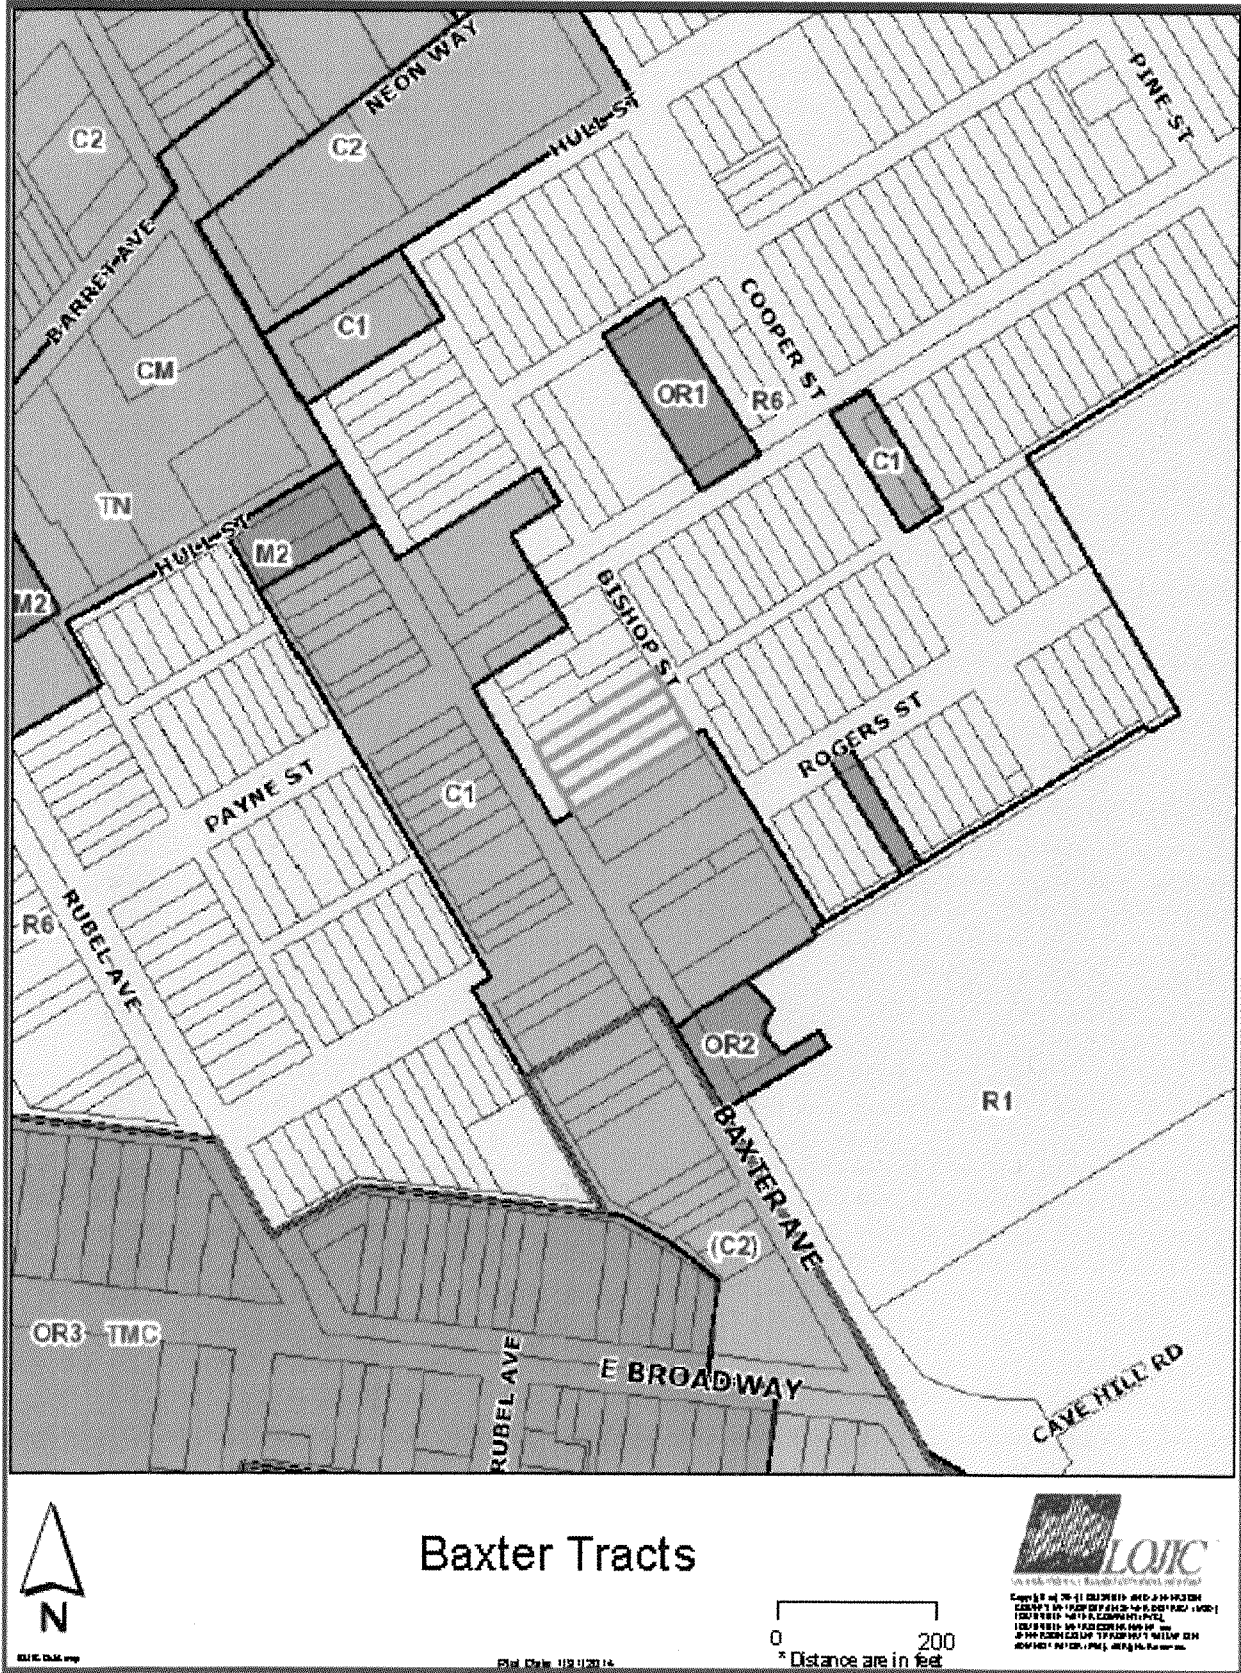 NEON WAY
PINE ST
C2
C2
HULL ST
BARRET AVE
COOPER ST
C1
CM
OR1
R6
C1
TN
HULL ST
M2
M2
BISHOP ST
ROGERS ST
PAYNE ST
C1
RUBEL AVE
R6
OR2
R1
BAXTER AVE
(C2)
OR3
TMC
RUBEL AVE
E BROADWAY
CAVE HILL RD
N
Baxter Tracts
LOJIC
0
200
* Distance are in feet
Plot Date